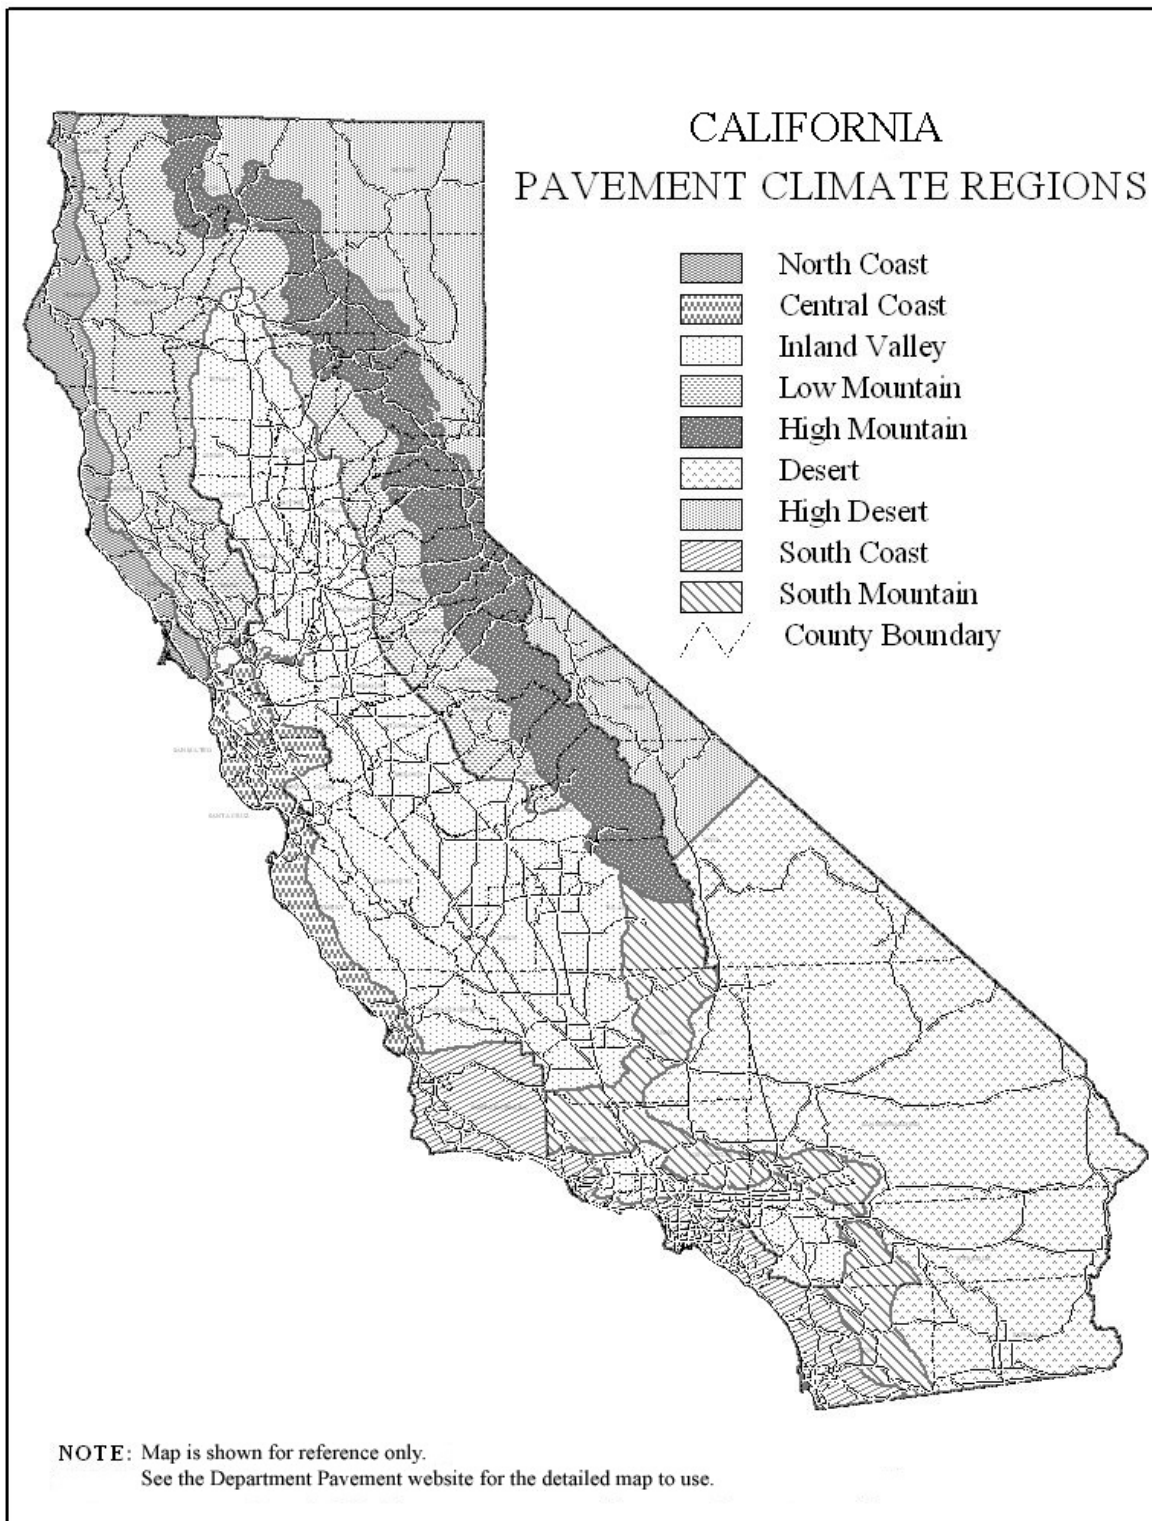 CALIFORNIA
PAVEMENT CLIMATE REGIONS
North Coast
Central Coast
Inland Valley
Low Mountain
High Mountain
Desert
High Desert
South Coast
South Mountain
County Boundary
NOTE: Map is shown for reference only.
See the Department Pavement website for the detailed map to use.